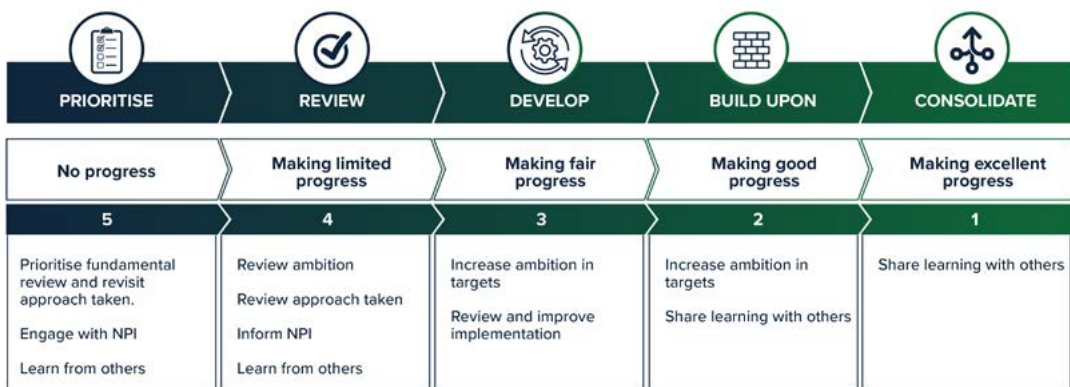 PRIORITISE
REVIEW
DEVELOP
BUILD UPON
CONSOLIDATE
No progress
Making limited
progress
Making fair
progress
Making good
progress
Making excellent
progress
5
4
3
2
1
Prioritise fundamental
review and revisit
approach taken.
Engage with NPI
Learn from others
Review ambition
Review approach taken
Inform NPI
Learn from others
Increase ambition in
targets
Review and improve
implementation
Increase ambition in
targets
Share learning with others
Share learning with others